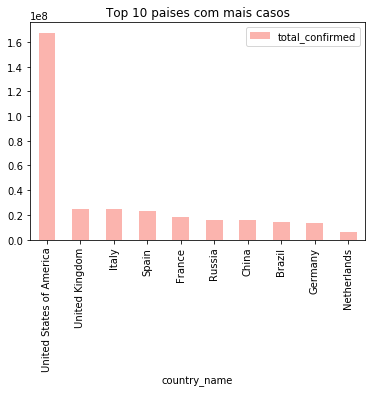 Top 10 paises com mais casos
1e8
total_confirmed
1.6
1.4
1.2
1.0
0.8
0.6
0.4
0.2
0.0
United States of America
United Kingdom
Italy
Spain
France
Russia
China
Brazil
Germany
Netherlands
country_name